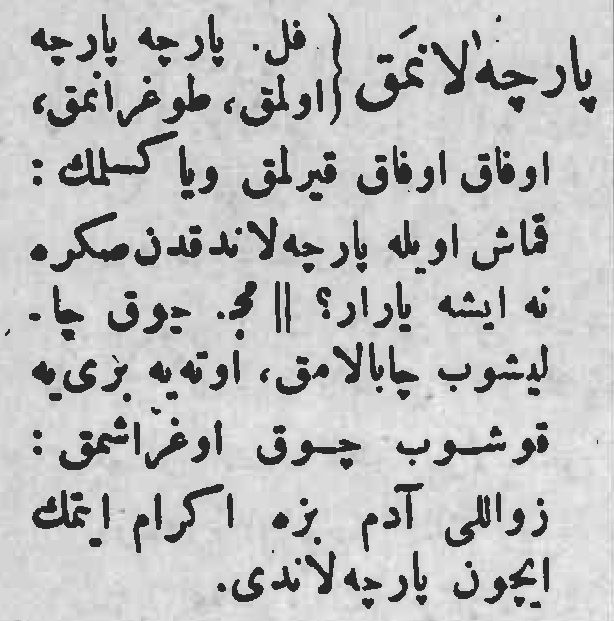 پارچه‌لانمق { فل. پارچه پارچه
اولمق، طوغرانمق،
اوفاق اوفاق قیرلمق ویا کسلمك :
قماش اویله پارچه‌لاندقدن صکره
نه ایشه یارار؟ || مج. چوق چا-
لیشوب چابالامق، اوته‌یه بری‌یه
قوشوب چوق اوغراشمق :
زواللی آدم بزه اکرام ایتمك
ایچون پارچه‌لاندی.